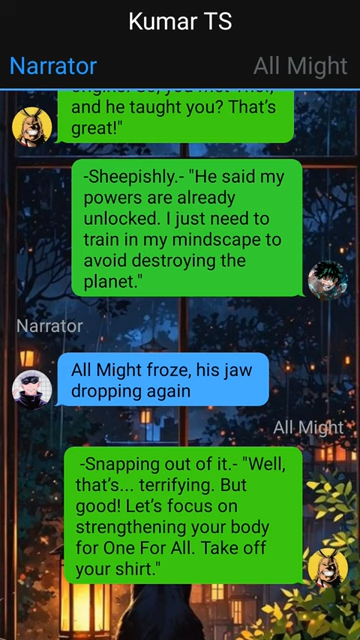 Kumar TS
Narrator
All Might
and he taught you? That's
great!"
-Sheepishly.- "He said my
powers are already
unlocked. I just need to
train in my mindscape to
avoid destroying the
planet."
Narrator
All Might froze, his jaw
dropping again
All Might
-Snapping out of it.- "Well,
that's... terrifying. But
good! Let's focus on
strengthening your body
for One For All. Take off
your shirt."